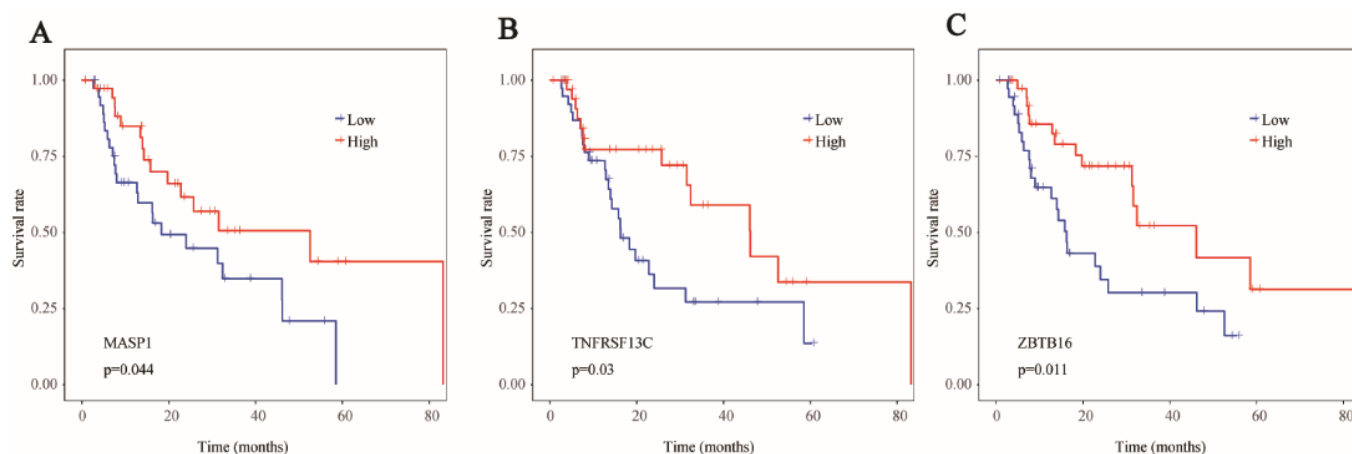 A
1.00
0.75
0.50
0.25
0.00
Survival rate
Low
High
MASP1
p=0.044
0 20 40 60 80
Time (months)
B
1.00
0.75
0.50
0.25
0.00
Survival rate
Low
High
TNFRSF13C
p=0.03
0 20 40 60 80
Time (months)
C
1.00
0.75
0.50
0.25
0.00
Survival rate
Low
High
ZBTB16
p=0.011
0 20 40 60 80
Time (months)